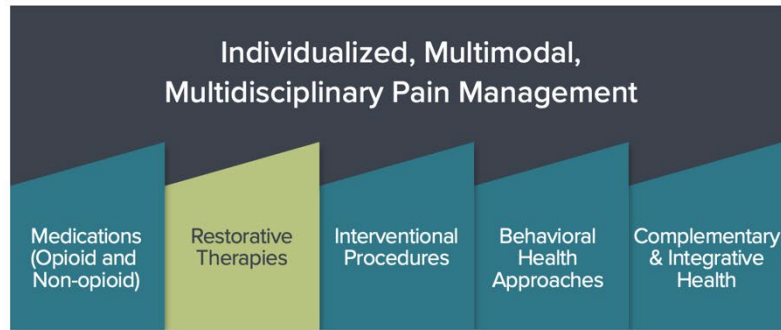 Individualized, Multimodal,
Multidisciplinary Pain Management
Medications
(Opioid and
Non-opioid)
Restorative
Therapies
Interventional
Procedures
Behavioral
Health
Approaches
Complementary
& Integrative
Health